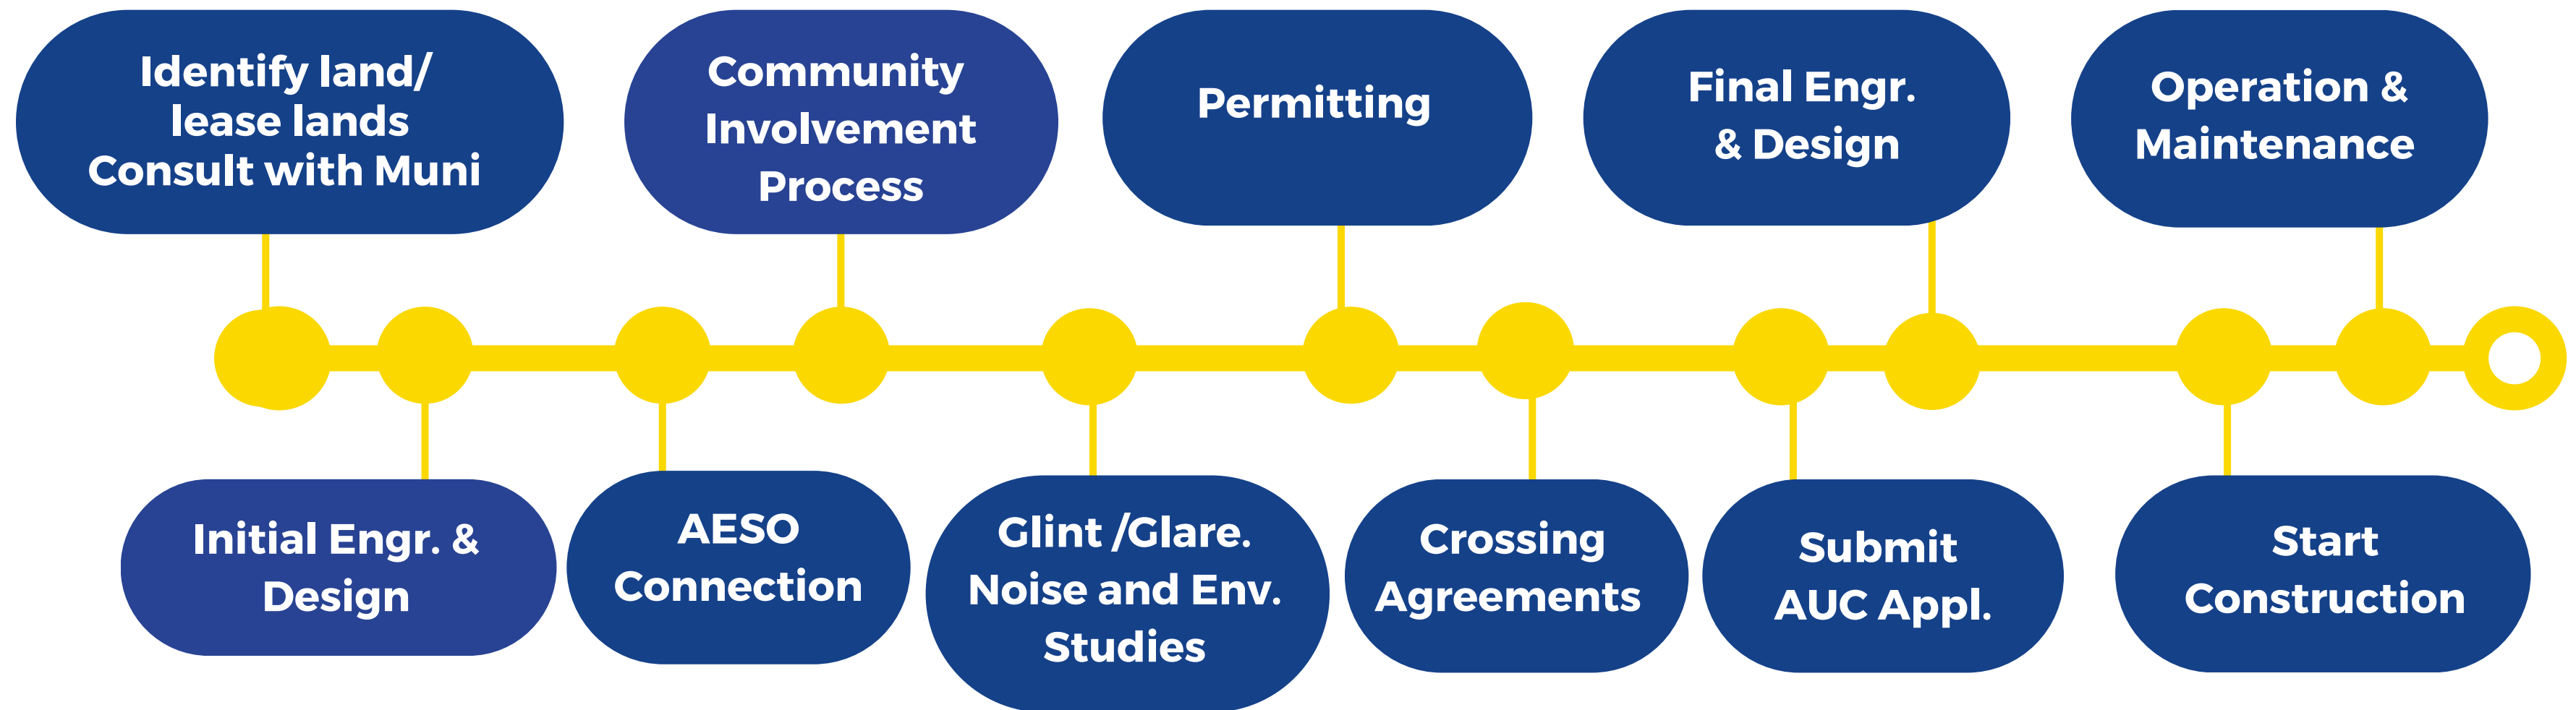 Identify land/
lease lands
Consult with Muni
Community
Involvement
Process
Permitting
Final Engr.
& Design
Operation &
Maintenance
Initial Engr. &
Design
AESO
Connection
Glint /Glare.
Noise and Env.
Studies
Crossing
Agreements
Submit
AUC Appl.
Start
Construction